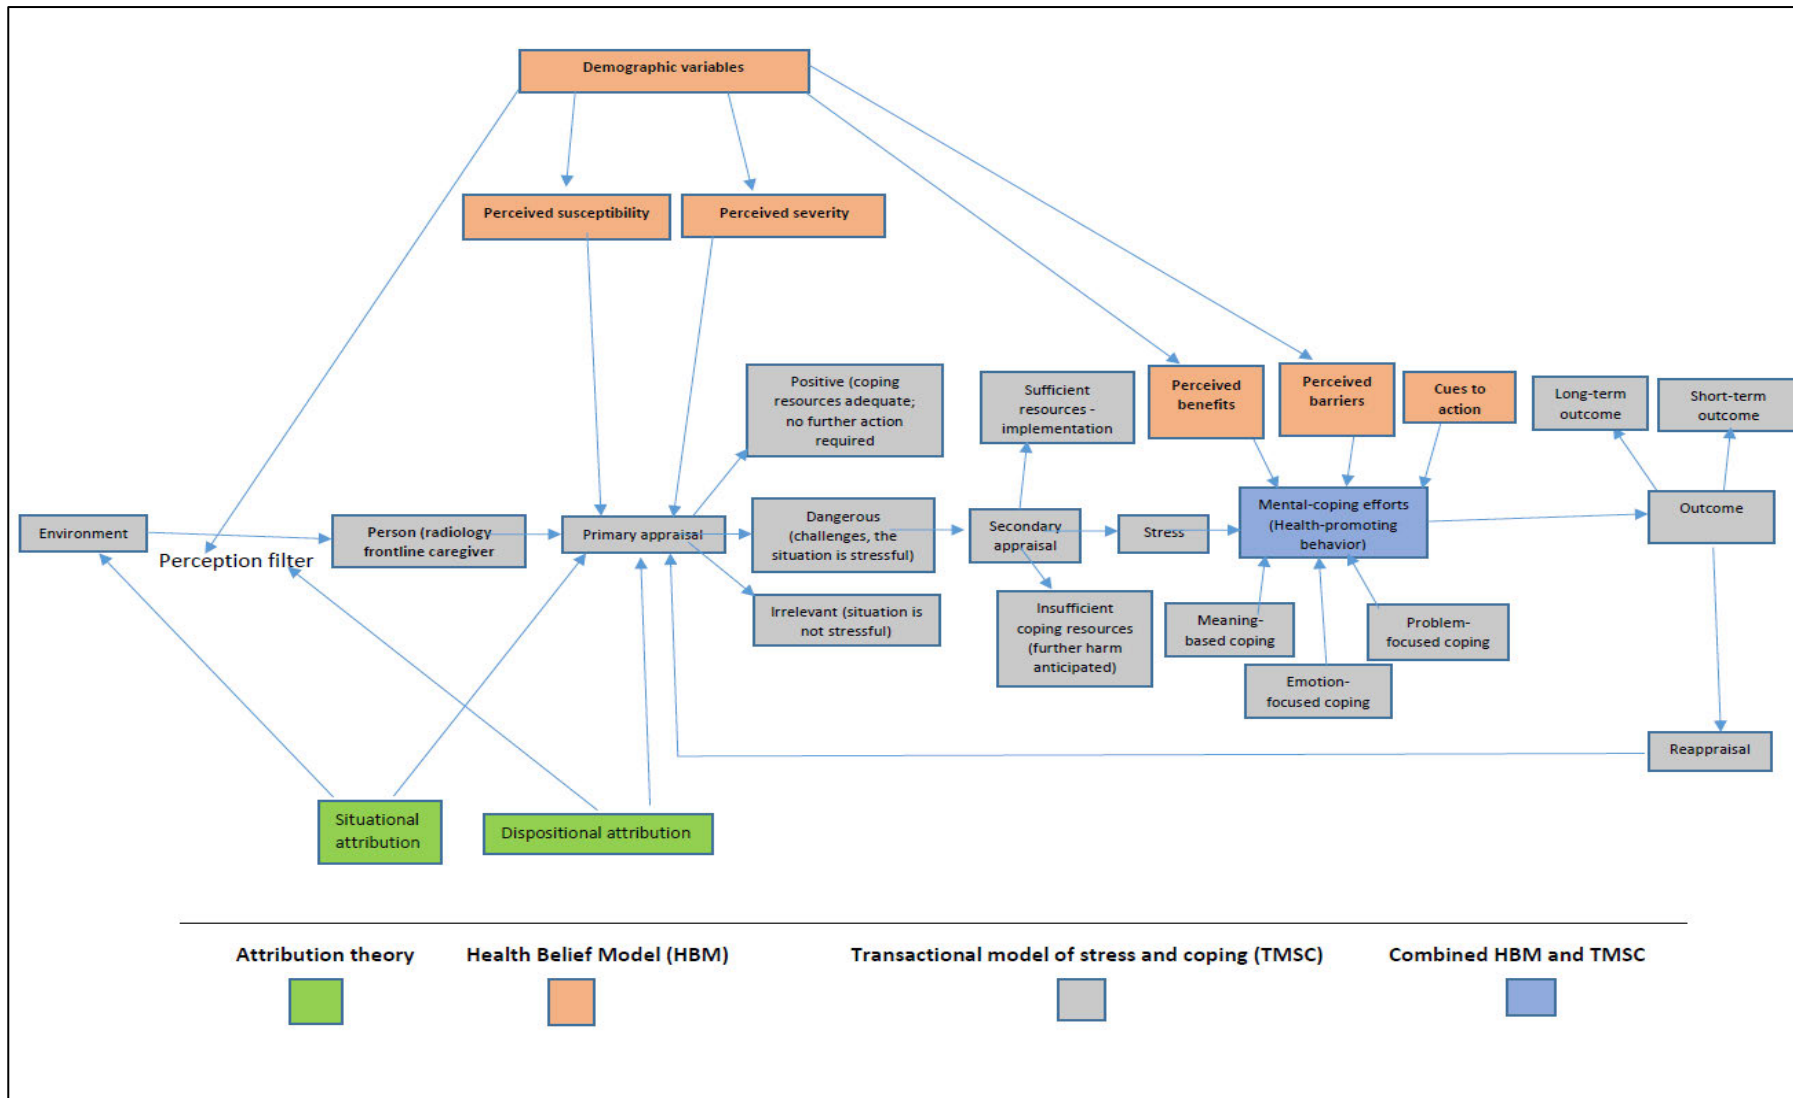 Demographic variables
Perceived susceptibility
Perceived severity
Positive (coping
resources adequate;
no further action
required
Sufficient
resources -
implementation
Perceived
benefits
Perceived
barriers
Cues to
action
Long-term
outcome
Short-term
outcome
Environment
Perception filter
Person (radiology
frontline caregiver
Primary appraisal
Dangerous
(challenges, the
situation is stressful)
Secondary
appraisal
Stress
Mental-coping efforts
(Health-promoting
behavior)
Outcome
Irrelevant (situation is
not stressful)
Insufficient
coping resources
(further harm
anticipated)
Meaning-
based coping
Emotion-
focused coping
Problem-
focused coping
Reappraisal
Situational
attribution
Dispositional attribution
Attribution theory
Health Belief Model (HBM)
Transactional model of stress and coping (TMSC)
Combined HBM and TMSC